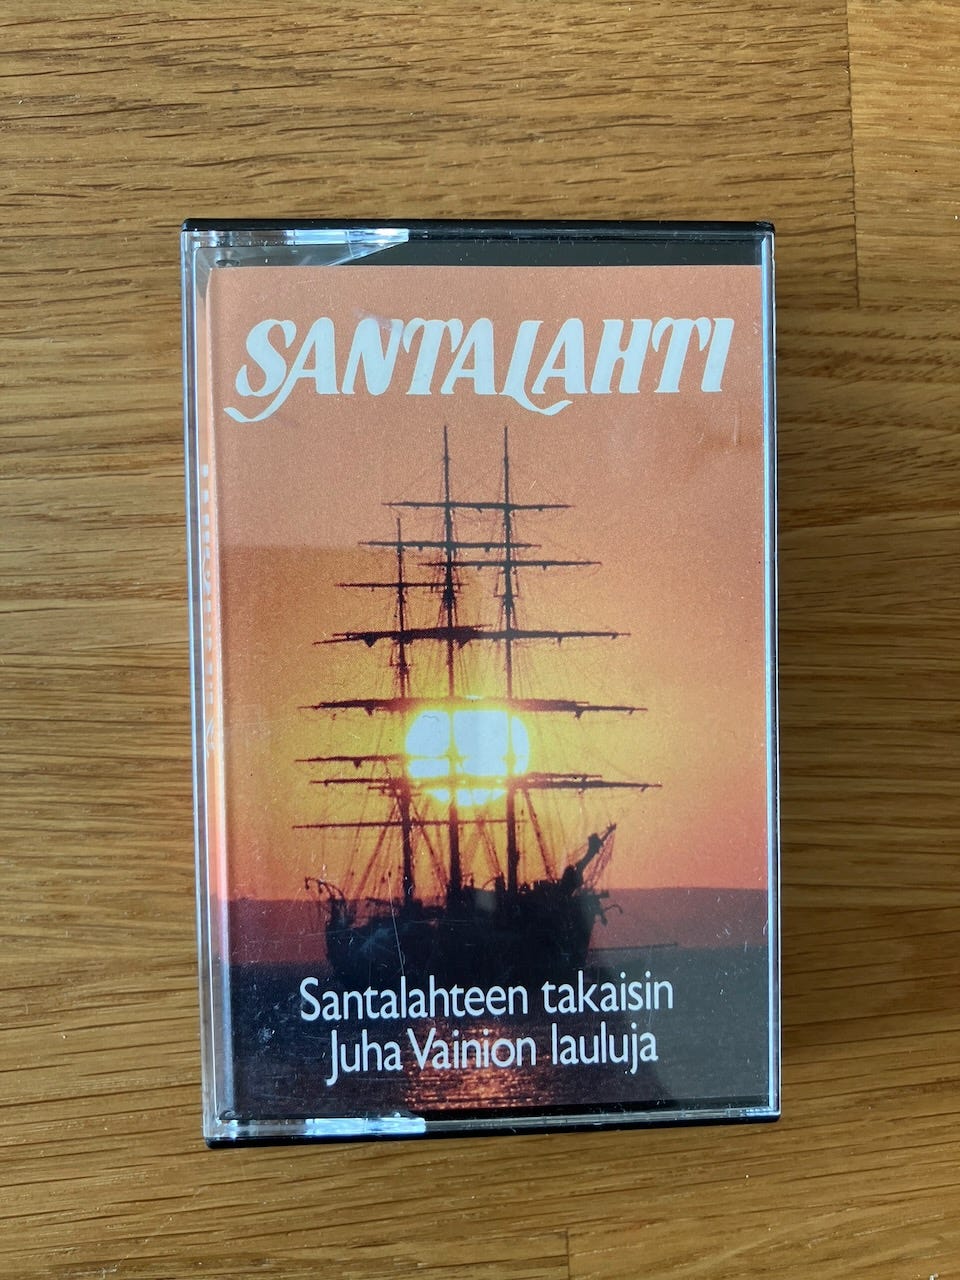 SANTALAHTI
Santalahteen takaisin
Juha Vainion lauluja